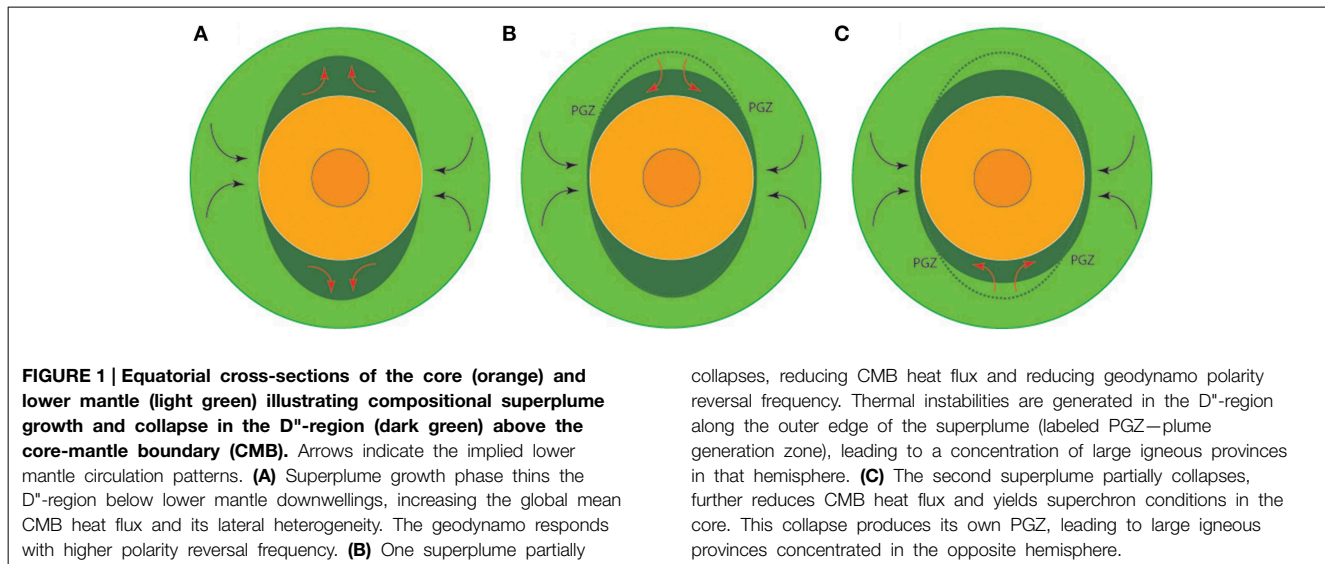 A
B
C
PGZ
PGZ
PGZ
PGZ
FIGURE 1 | Equatorial cross-sections of the core (orange) and
lower mantle (light green) illustrating compositional superplume
growth and collapse in the D"-region (dark green) above the
core-mantle boundary (CMB). Arrows indicate the implied lower
mantle circulation patterns. (A) Superplume growth phase thins the
D"-region below lower mantle downwellings, increasing the global mean
CMB heat flux and its lateral heterogeneity. The geodynamo responds
with higher polarity reversal frequency. (B) One superplume partially
collapses, reducing CMB heat flux and reducing geodynamo polarity
reversal frequency. Thermal instabilities are generated in the D"-region
along the outer edge of the superplume (labeled PGZ—plume
generation zone), leading to a concentration of large igneous provinces
in that hemisphere. (C) The second superplume partially collapses,
further reduces CMB heat flux and yields superchron conditions in the
core. This collapse produces its own PGZ, leading to large igneous
provinces concentrated in the opposite hemisphere.